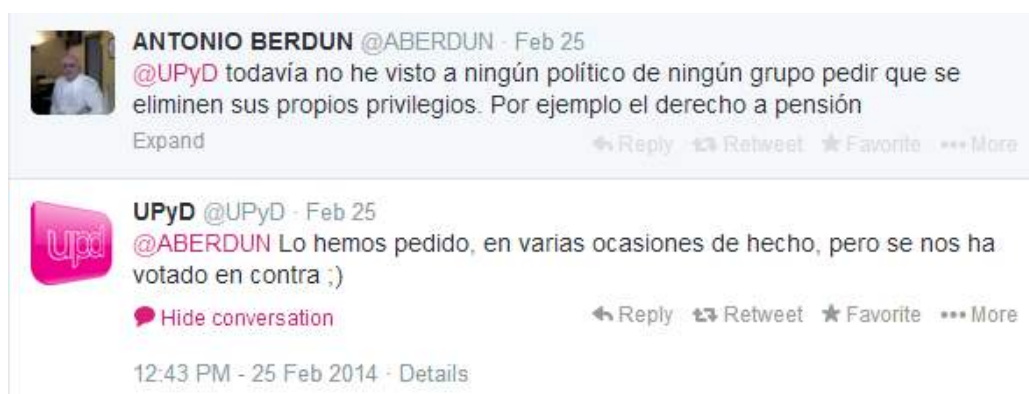 ANTONIO BERDUN @ABERDUN · Feb 25
@UPyD todavía no he visto a ningún político de ningún grupo pedir que se
eliminen sus propios privilegios. Por ejemplo el derecho a pensión
Expand Reply Retweet Favorite More
UPyD @UPyD · Feb 25
@ABERDUN Lo hemos pedido, en varias ocasiones de hecho, pero se nos ha
votado en contra ;)
Hide conversation Reply Retweet Favorite More
12:43 PM - 25 Feb 2014 · Details
upd